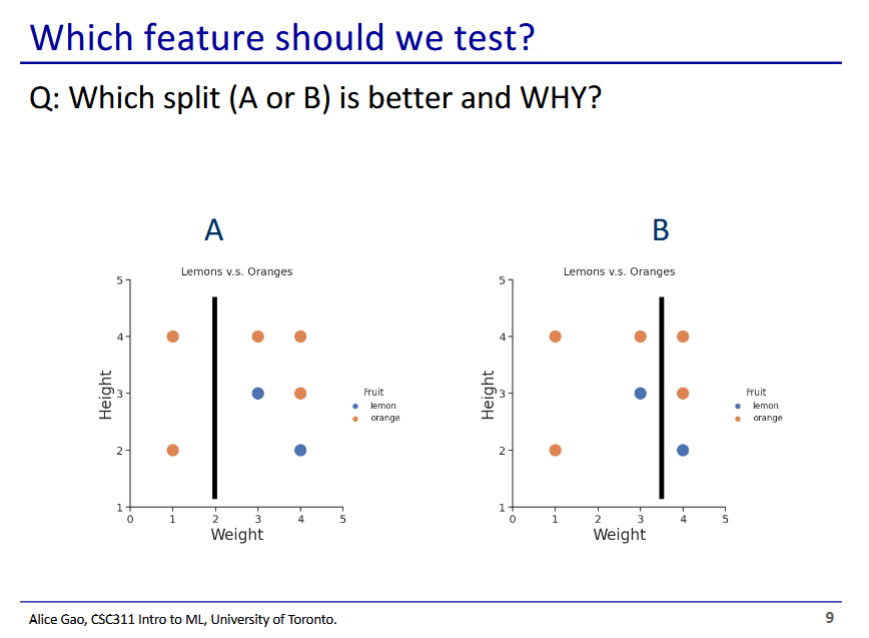 Which feature should we test?
Q: Which split (A or B) is better and WHY?
A
Lemons v.s. Oranges
5
4
3
2
1
Height
0 1 2 3 4 5
Weight
Fruit
lemon
orange
B
Lemons v.s. Oranges
5
4
3
2
1
Height
0 1 2 3 4 5
Weight
Fruit
lemon
orange
Alice Gao, CSC311 Intro to ML, University of Toronto.
9